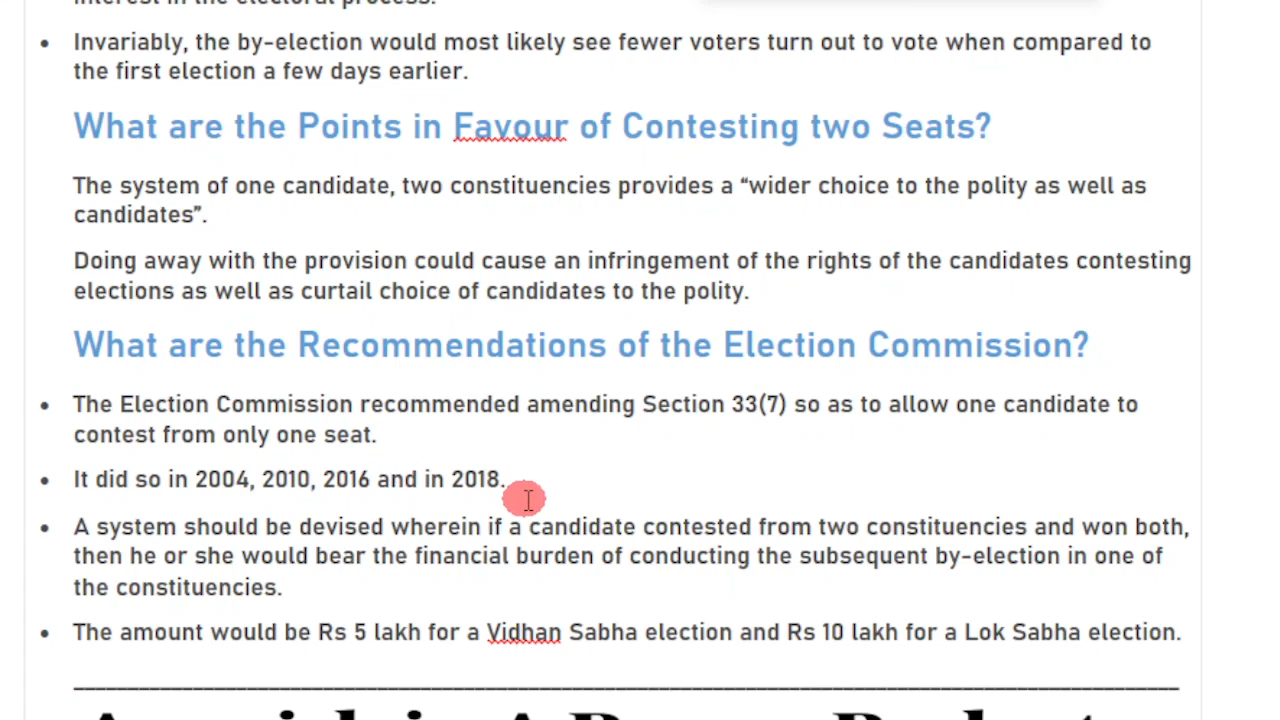 interest in the electoral process.
• Invariably, the by-election would most likely see fewer voters turn out to vote when compared to
the first election a few days earlier.
What are the Points in Favour of Contesting two Seats?
The system of one candidate, two constituencies provides a “wider choice to the polity as well as
candidates”.
Doing away with the provision could cause an infringement of the rights of the candidates contesting
elections as well as curtail choice of candidates to the polity.
What are the Recommendations of the Election Commission?
• The Election Commission recommended amending Section 33(7) so as to allow one candidate to
contest from only one seat.
• It did so in 2004, 2010, 2016 and in 2018.
• A system should be devised wherein if a candidate contested from two constituencies and won both,
then he or she would bear the financial burden of conducting the subsequent by-election in one of
the constituencies.
• The amount would be Rs 5 lakh for a Vidhan Sabha election and Rs 10 lakh for a Lok Sabha election.